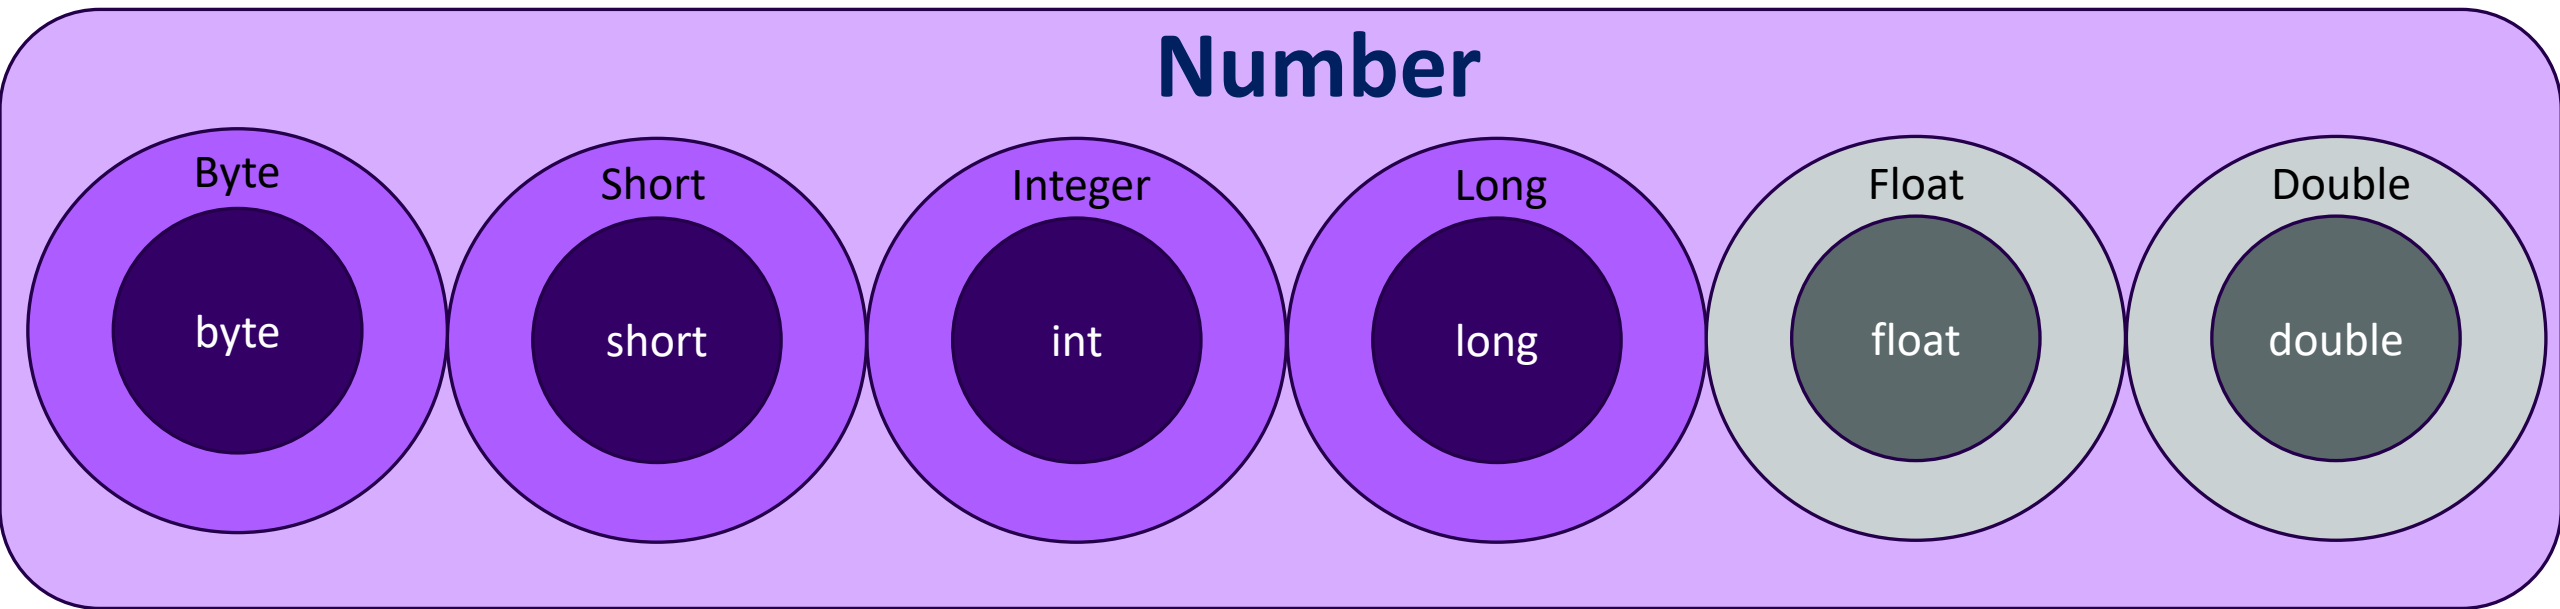 Number
Byte
Short
Integer
Long
Float
Double
byte
short
int
long
float
double